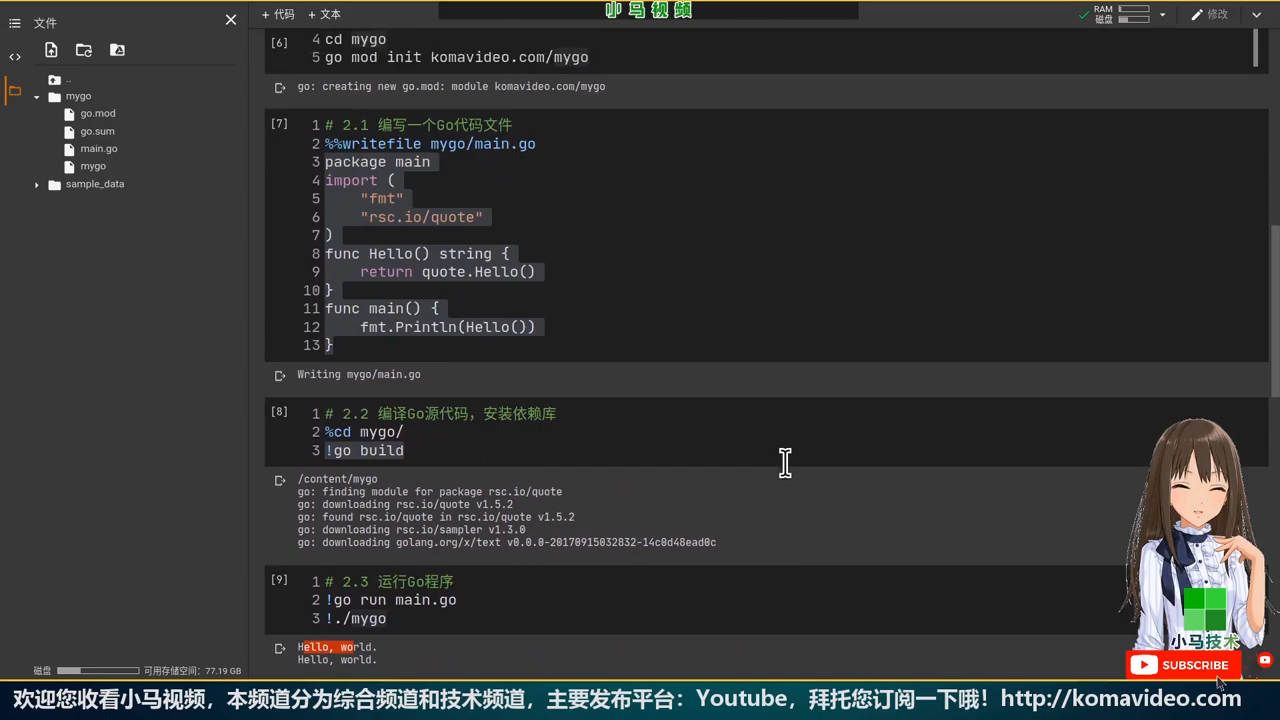 小马视频
文件
+ 代码 + 文本
RAM
磁盘
修改
..
mygo
go.mod
go.sum
main.go
mygo
sample_data
[6]
4 cd mygo
5 go mod init komavideo.com/mygo
go: creating new go.mod: module komavideo.com/mygo
[7]
1 # 2.1 编写一个Go代码文件
2 %%writefile mygo/main.go
3 package main
4 import (
5 "fmt"
6 "rsc.io/quote"
7 )
8 func Hello() string {
9 return quote.Hello()
10 }
11 func main() {
12 fmt.Println(Hello())
13 }
Writing mygo/main.go
[8]
1 # 2.2 编译Go源代码，安装依赖库
2 %cd mygo/
3 !go build
/content/mygo
go: finding module for package rsc.io/quote
go: downloading rsc.io/quote v1.5.2
go: found rsc.io/quote in rsc.io/quote v1.5.2
go: downloading rsc.io/sampler v1.3.0
go: downloading golang.org/x/text v0.0.0-20170915032832-14c0d48ead0c
[9]
1 # 2.3 运行Go程序
2 !go run main.go
3 !./mygo
Hello, world.
Hello, world.
磁盘 可用存储空间：77.19 GB
小马技术
SUBSCRIBE
欢迎您收看小马视频，本频道分为综合频道和技术频道，主要发布平台：Youtube，拜托您订阅一下哦！http://komavideo.com